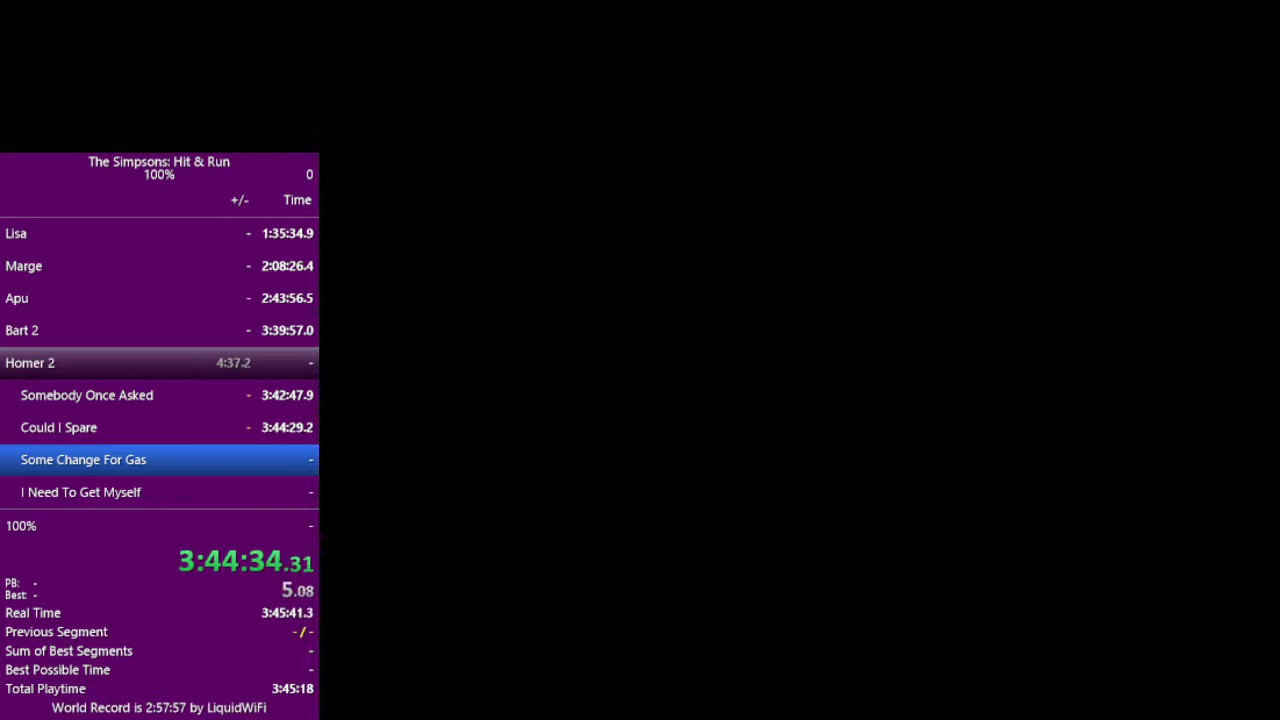 The Simpsons: Hit & Run
100% 0
+/- Time
Lisa - 1:35:34.9
Marge - 2:08:26.4
Apu - 2:43:56.5
Bart 2 - 3:39:57.0
Homer 2 4:37.2 -
Somebody Once Asked - 3:42:47.9
Could I Spare - 3:44:29.2
Some Change For Gas -
I Need To Get Myself -
100% -
3:44:34.31
PB: - 5.08
Best: -
Real Time 3:45:41.3
Previous Segment - / -
Sum of Best Segments -
Best Possible Time -
Total Playtime 3:45:18
World Record is 2:57:57 by LiquidWiFi